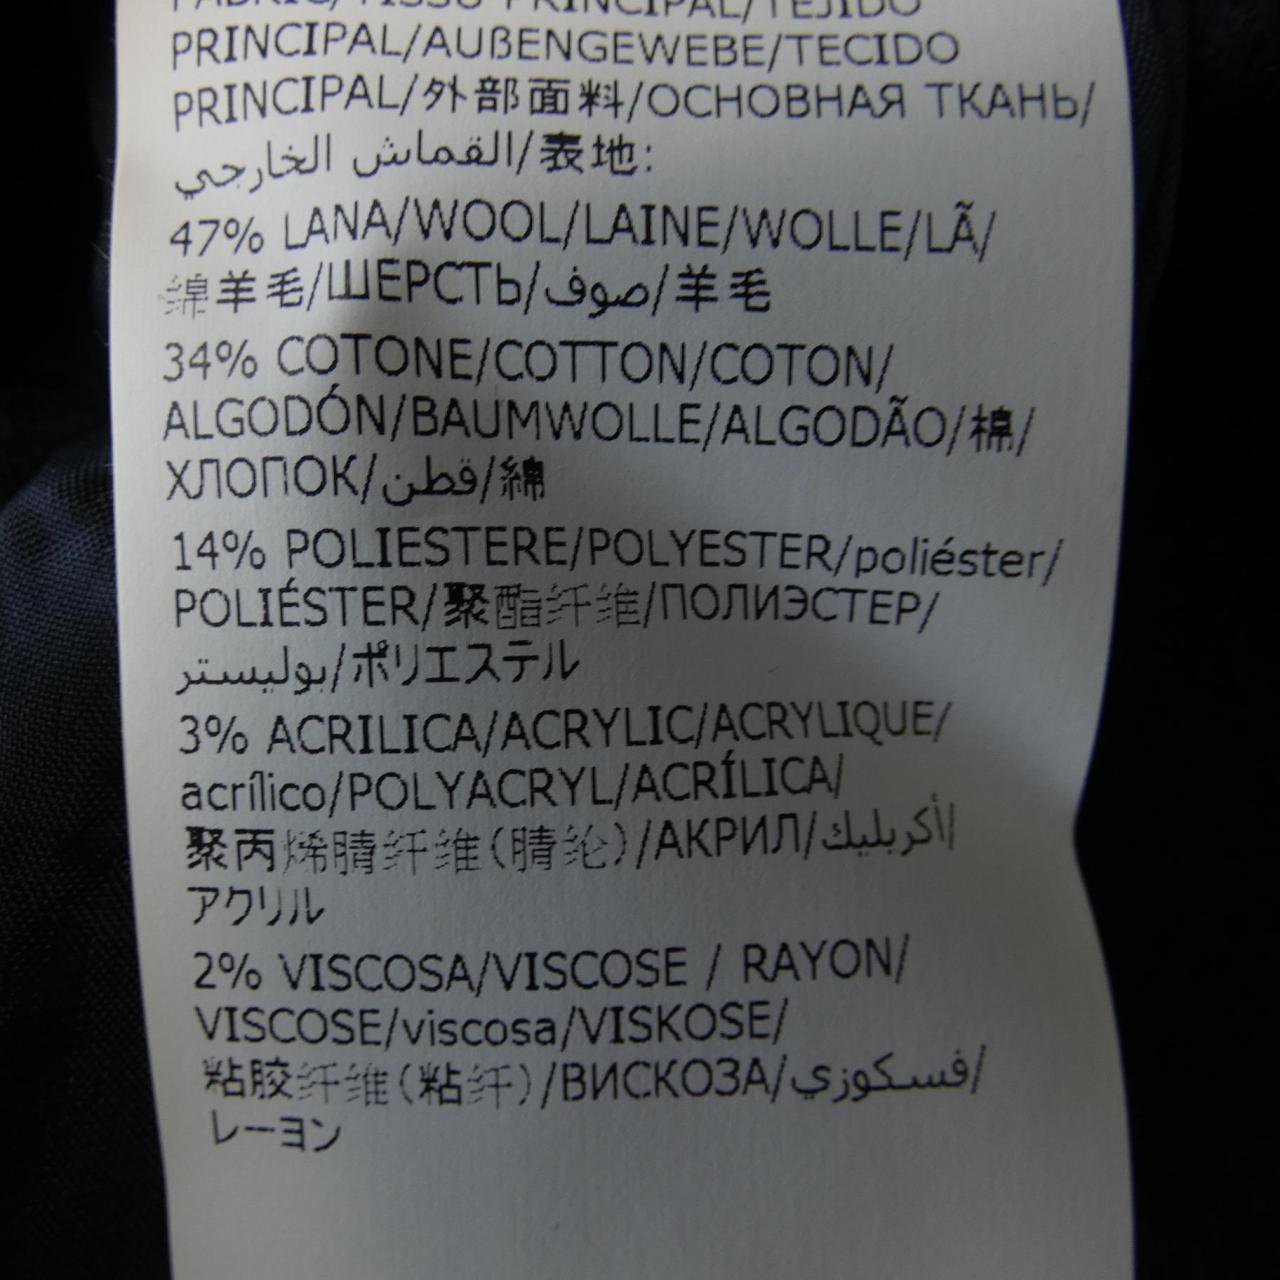 FABRIC/TISSU PRINCIPAL/TEJIDO
PRINCIPAL/AUßENGEWEBE/TECIDO
PRINCIPAL/外部面料/ОСНОВНАЯ ТКАНЬ/
القماش الخارجي/表地:
47% LANA/WOOL/LAINE/WOLLE/LÃ/
绵羊毛/ШЕРСТЬ/صوف/羊毛
34% COTONE/COTTON/COTON/
ALGODÓN/BAUMWOLLE/ALGODÃO/棉/
ХЛОПОК/قطن/綿
14% POLIESTERE/POLYESTER/poliéster/
POLIÉSTER/聚酯纤维/ПОЛИЭСТЕР/
بوليستر/ポリエステル
3% ACRILICA/ACRYLIC/ACRYLIQUE/
acrílico/POLYACRYL/ACRÍLICA/
聚丙烯腈纤维(腈纶)/АКРИЛ/أكريليك/
アクリル
2% VISCOSA/VISCOSE / RAYON/
VISCOSE/viscosa/VISKOSE/
粘胶纤维(粘纤)/ВИСКОЗА/فسكوزي/
レーヨン